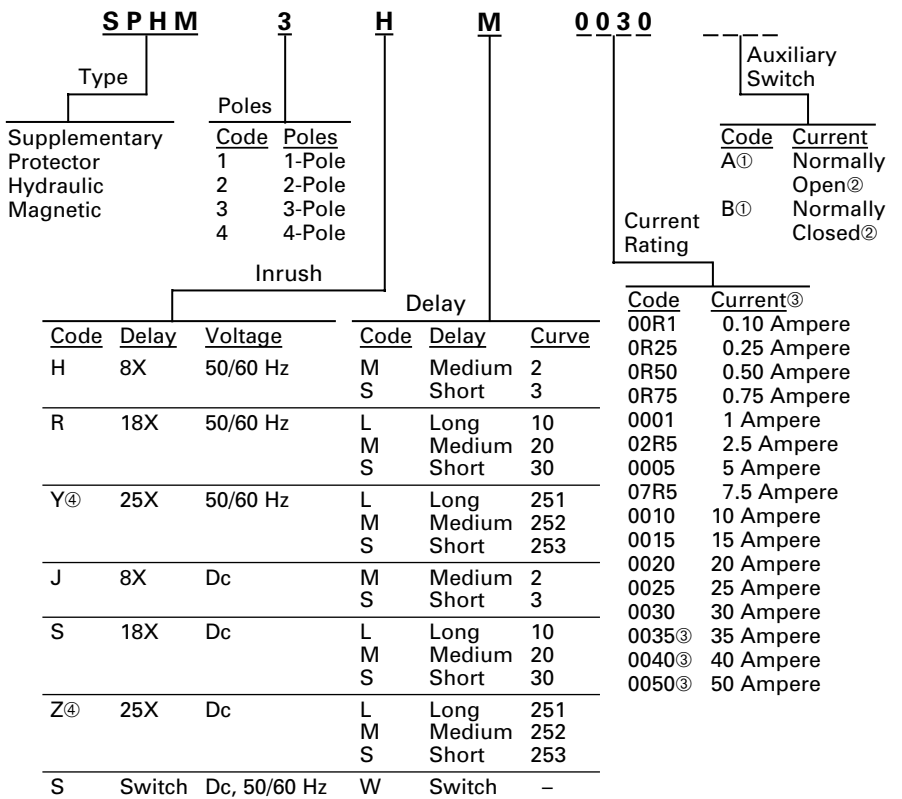 SPHM 3 H M 0030 _ _ _ _
Type
Supplementary
Protector
Hydraulic
Magnetic
Poles
Code Poles
1 1-Pole
2 2-Pole
3 3-Pole
4 4-Pole
Auxiliary
Switch
Code Current
A① Normally
Open②
B① Normally
Closed②
Inrush
Delay
Code Delay Voltage Code Delay Curve
H 8X 50/60 Hz M Medium 2
S Short 3
R 18X 50/60 Hz L Long 10
M Medium 20
S Short 30
Y④ 25X 50/60 Hz L Long 251
M Medium 252
S Short 253
J 8X Dc M Medium 2
S Short 3
S 18X Dc L Long 10
M Medium 20
S Short 30
Z④ 25X Dc L Long 251
M Medium 252
S Short 253
S Switch Dc, 50/60 Hz W Switch –
Current
Rating
Code Current③
00R1 0.10 Ampere
0R25 0.25 Ampere
0R50 0.50 Ampere
0R75 0.75 Ampere
0001 1 Ampere
02R5 2.5 Ampere
0005 5 Ampere
07R5 7.5 Ampere
0010 10 Ampere
0015 15 Ampere
0020 20 Ampere
0025 25 Ampere
0030 30 Ampere
0035③ 35 Ampere
0040③ 40 Ampere
0050③ 50 Ampere